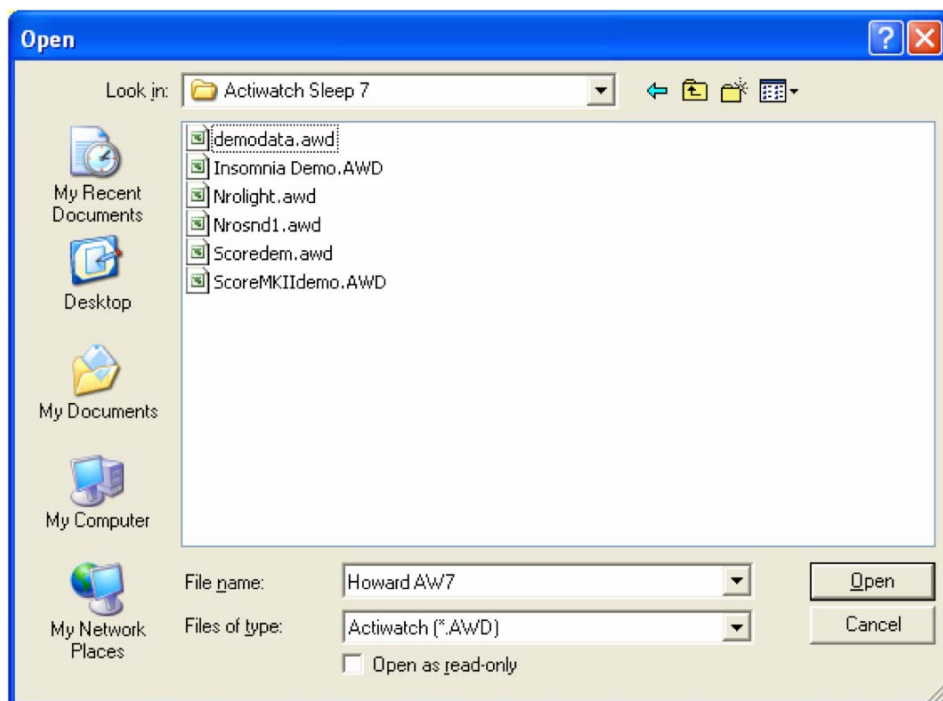 Open
Look in: Actiwatch Sleep 7
demodata.awd
Insomnia Demo.AWD
Nrolight.awd
Nrosnd1.awd
Scoredem.awd
ScoreMKIIdemo.AWD
My Recent
Documents
Desktop
My Documents
My Computer
My Network
Places
File name: Howard AW7 Open
Files of type: Actiwatch (*.AWD) Cancel
Open as read-only